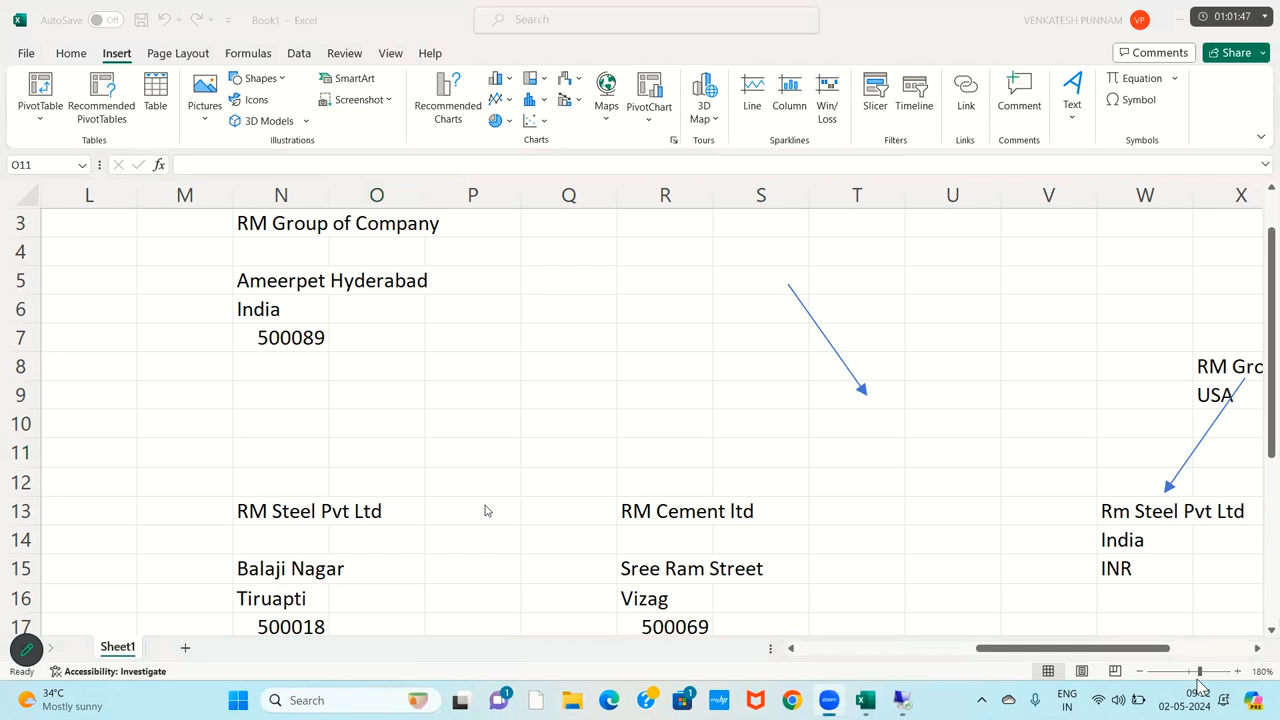 AutoSave Off Book1 - Excel Search VENKATESH PUNNAM VP 01:01:47
File Home Insert Page Layout Formulas Data Review View Help Comments Share
PivotTable Recommended PivotTables Table Pictures Shapes Icons 3D Models SmartArt Screenshot Recommended Charts Maps PivotChart 3D Map Line Column Win/Loss Slicer Timeline Link Comment Text Equation Symbol
Tables Illustrations Charts Tours Sparklines Filters Links Comments Symbols
O11 fx
L M N O P Q R S T U V W X
3 RM Group of Company
4
5 Ameerpet Hyderabad
6 India
7 500089
8 RM Gro
9 USA
10
11
12
13 RM Steel Pvt Ltd RM Cement ltd Rm Steel Pvt Ltd
14 India
15 Balaji Nagar Sree Ram Street INR
16 Tiruapti Vizag
17 500018 500069
Sheet1
Ready Accessibility: Investigate 180%
34°C
Mostly sunny
Search
1
1
ENG
IN
02-05-2024